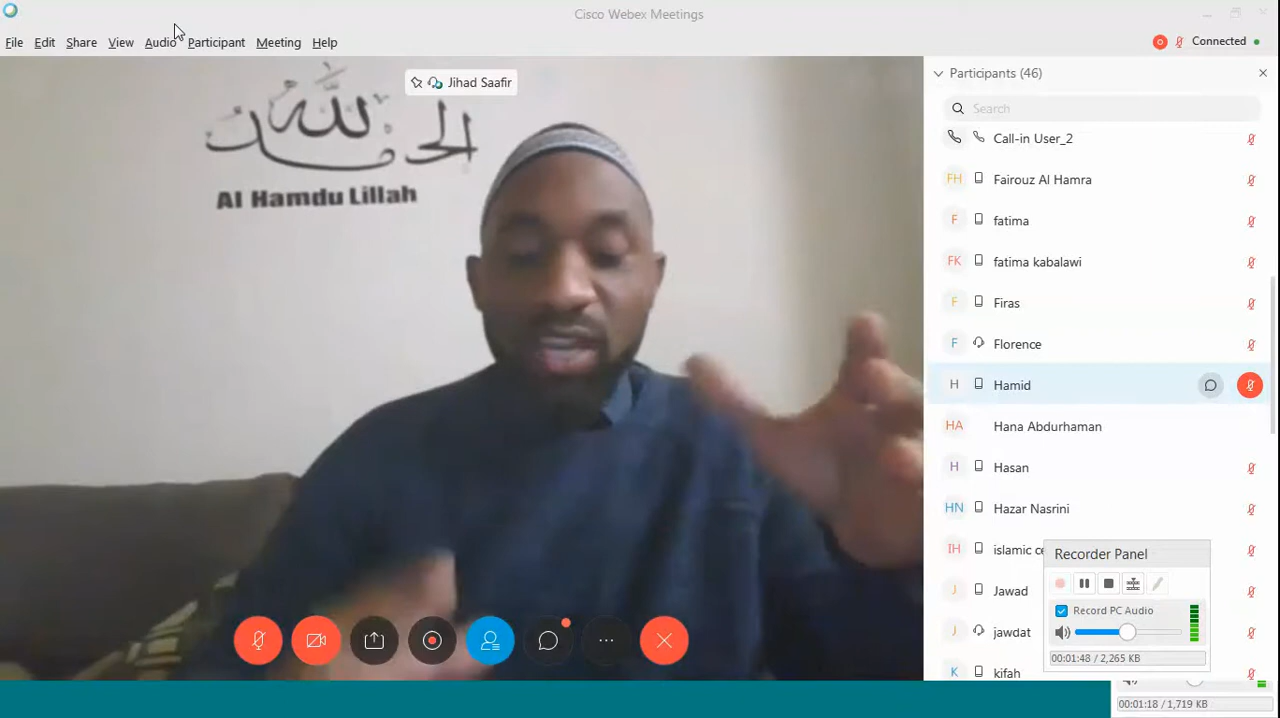 Cisco Webex Meetings
File Edit Share View Audio Participant Meeting Help
Connected
Participants (46)
Search
Jihad Saafir
الحمد لله
Al Hamdu Lillah
Call-in User_2
FH Fairouz Al Hamra
F fatima
FK fatima kabalawi
F Firas
F Florence
H Hamid
HA Hana Abdurhaman
H Hasan
HN Hazar Nasrini
IH islamic ce
J Jawad
J jawdat
K kifah
Recorder Panel
Record PC Audio
00:01:48 / 2,265 KB
00:01:18 / 1,719 KB